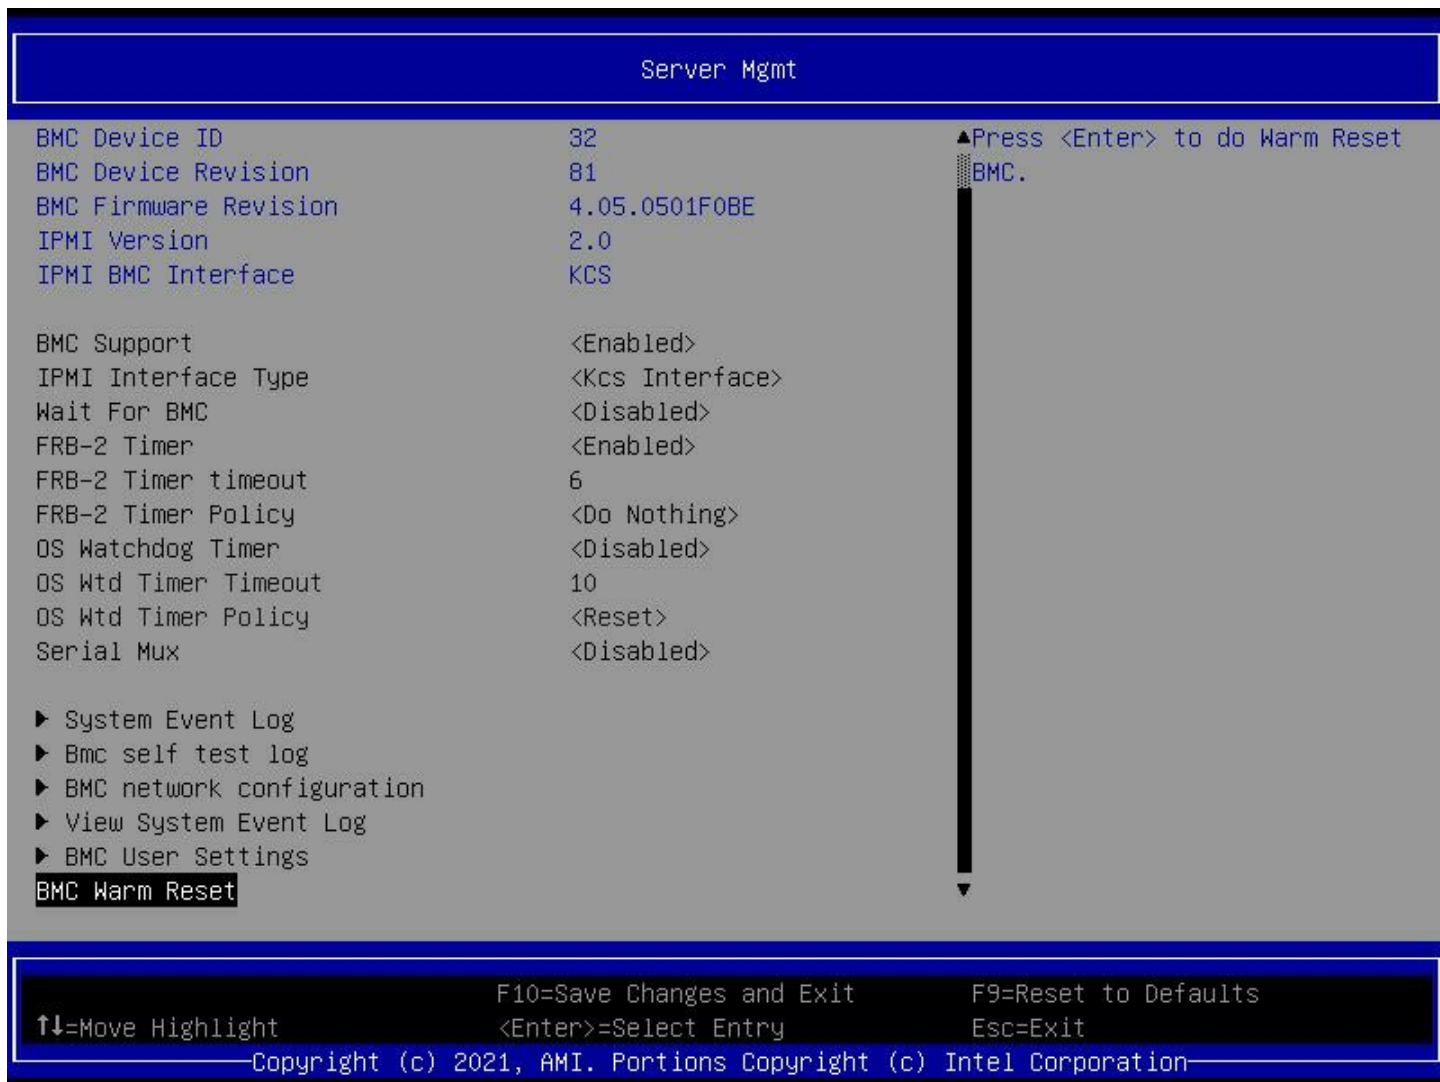 Server Mgmt
BMC Device ID 32
BMC Device Revision 81
BMC Firmware Revision 4.05.0501F0BE
IPMI Version 2.0
IPMI BMC Interface KCS
BMC Support <Enabled>
IPMI Interface Type <Kcs Interface>
Wait For BMC <Disabled>
FRB-2 Timer <Enabled>
FRB-2 Timer timeout 6
FRB-2 Timer Policy <Do Nothing>
OS Watchdog Timer <Disabled>
OS Wtd Timer Timeout 10
OS Wtd Timer Policy <Reset>
Serial Mux <Disabled>
▶ System Event Log
▶ Bmc self test log
▶ BMC network configuration
▶ View System Event Log
▶ BMC User Settings
BMC Warm Reset
▲Press <Enter> to do Warm Reset
BMC.
▼
F10=Save Changes and Exit F9=Reset to Defaults
↑↓=Move Highlight <Enter>=Select Entry Esc=Exit
Copyright (c) 2021, AMI. Portions Copyright (c) Intel Corporation